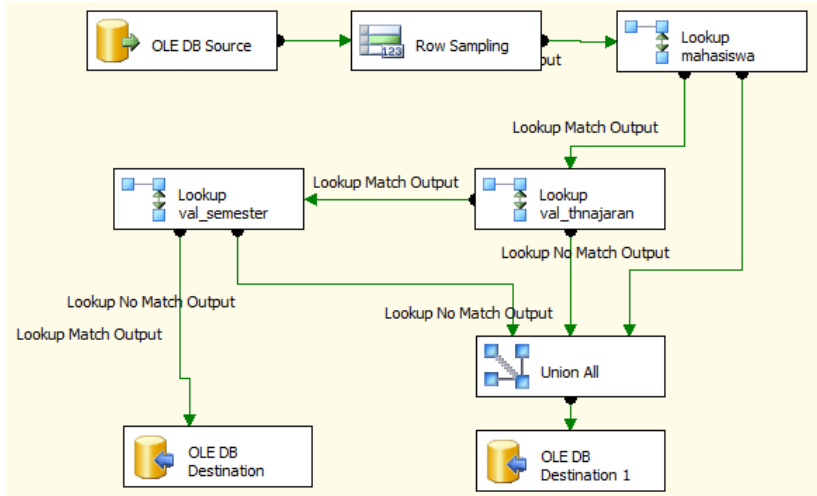 OLE DB Source
Row Sampling
Lookup
mahasiswa
Lookup Match Output
Lookup
val_semester
Lookup Match Output
Lookup
val_thnajaran
Lookup No Match Output
Lookup No Match Output
Lookup Match Output
Lookup No Match Output
Union All
OLE DB
Destination
OLE DB
Destination 1